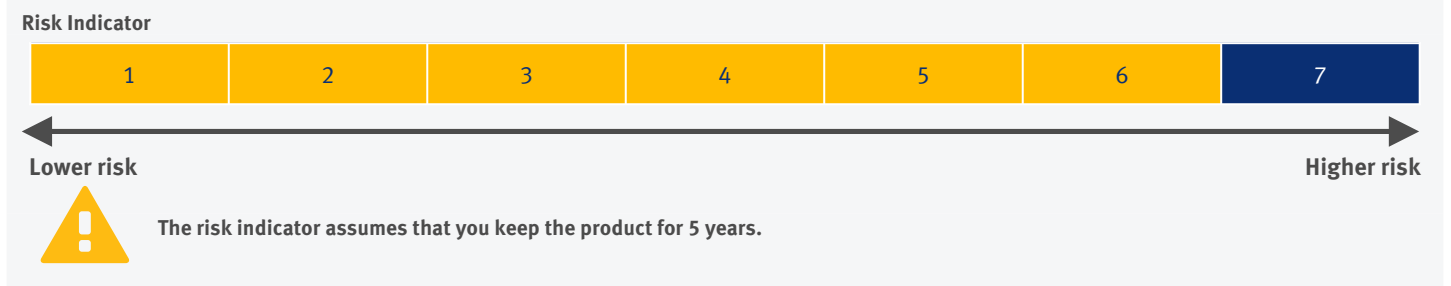 Risk Indicator
1 2 3 4 5 6 7
Lower risk Higher risk
The risk indicator assumes that you keep the product for 5 years.